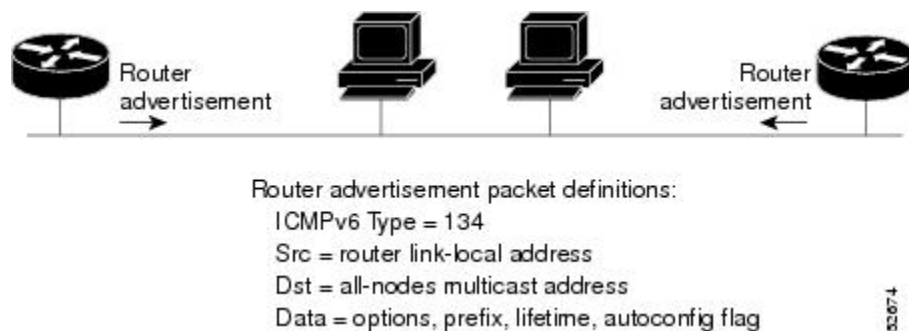 Router
advertisement
Router
advertisement
Router advertisement packet definitions:
ICMPv6 Type = 134
Src = router link-local address
Dst = all-nodes multicast address
Data = options, prefix, lifetime, autoconfig flag
52674